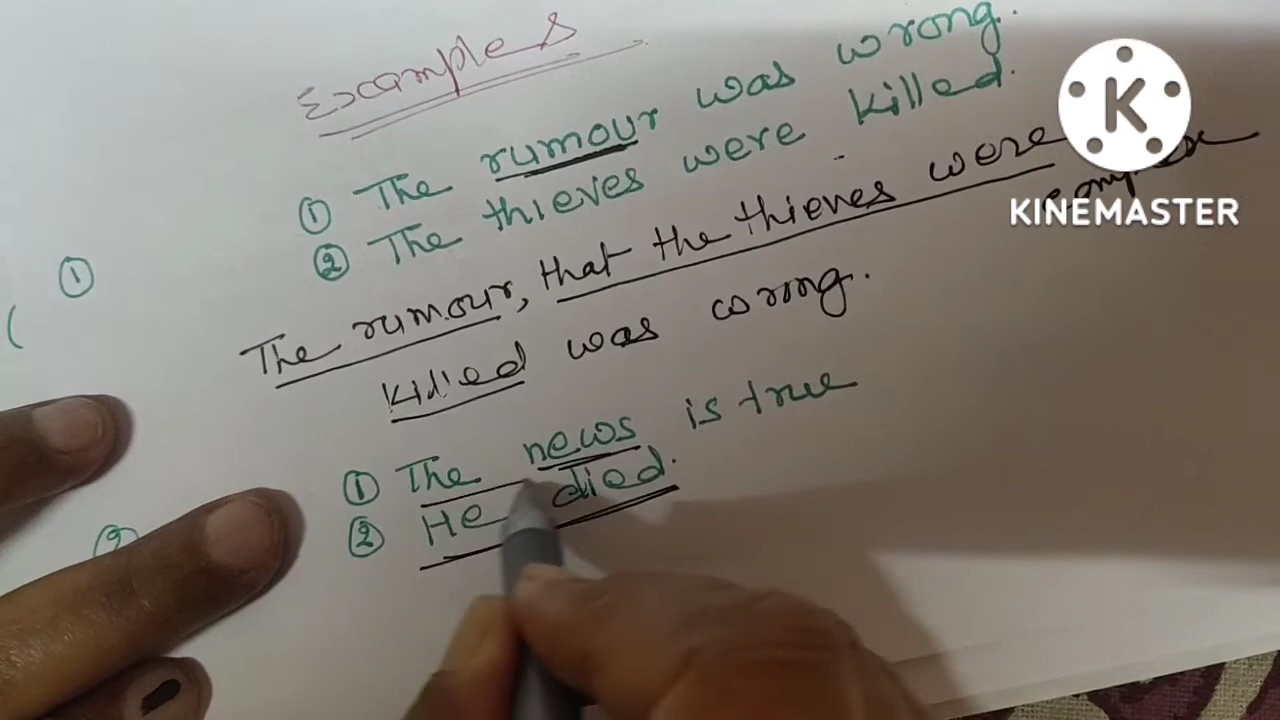 Examples
① The rumour was wrong.
② The thieves were killed.
①
The rumour, that the thieves were
killed was wrong.
① The news is true
② He died.
K
KINEMASTER